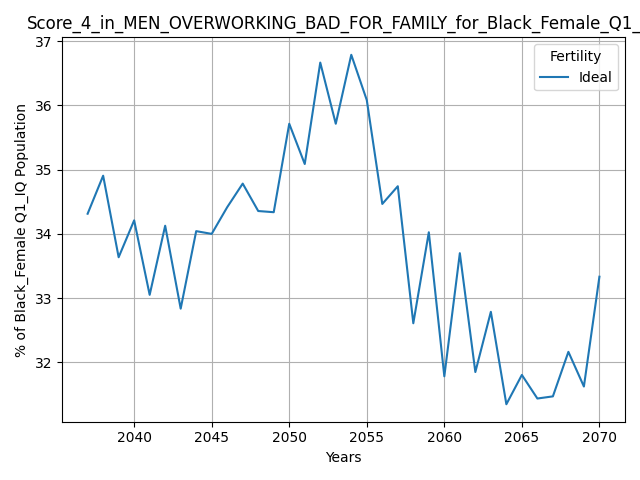 Score_4_in_MEN_OVERWORKING_BAD_FOR_FAMILY_for_Black_Female_Q1_
37
36
35
34
33
32
% of Black_Female Q1_IQ Population
Fertility
Ideal
2040 2045 2050 2055 2060 2065 2070
Years